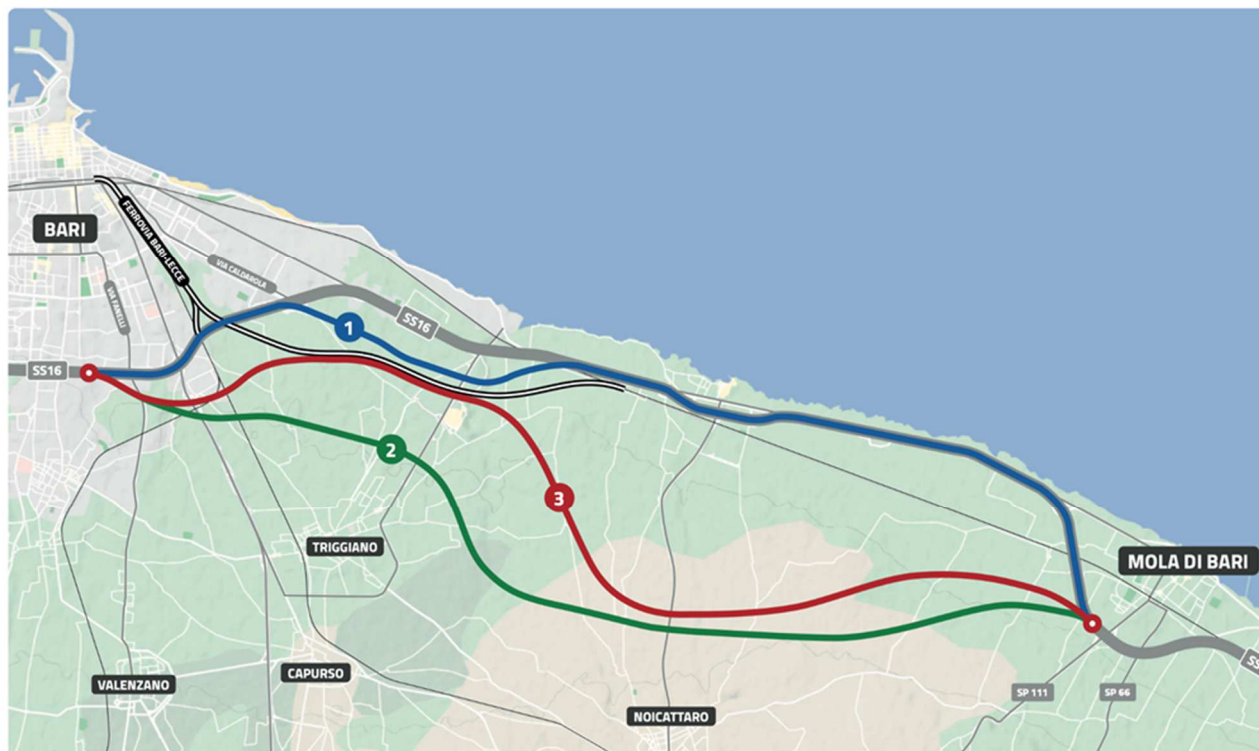 BARI
FERROVIA BARI-LECCE
VIA CALDAROLA
VIA FANELLI
SS16
1
SS16
2
3
TRIGGIANO
MOLA DI BARI
CAPURSO
VALENZANO
NOICATTARO
SP 111
SP 66